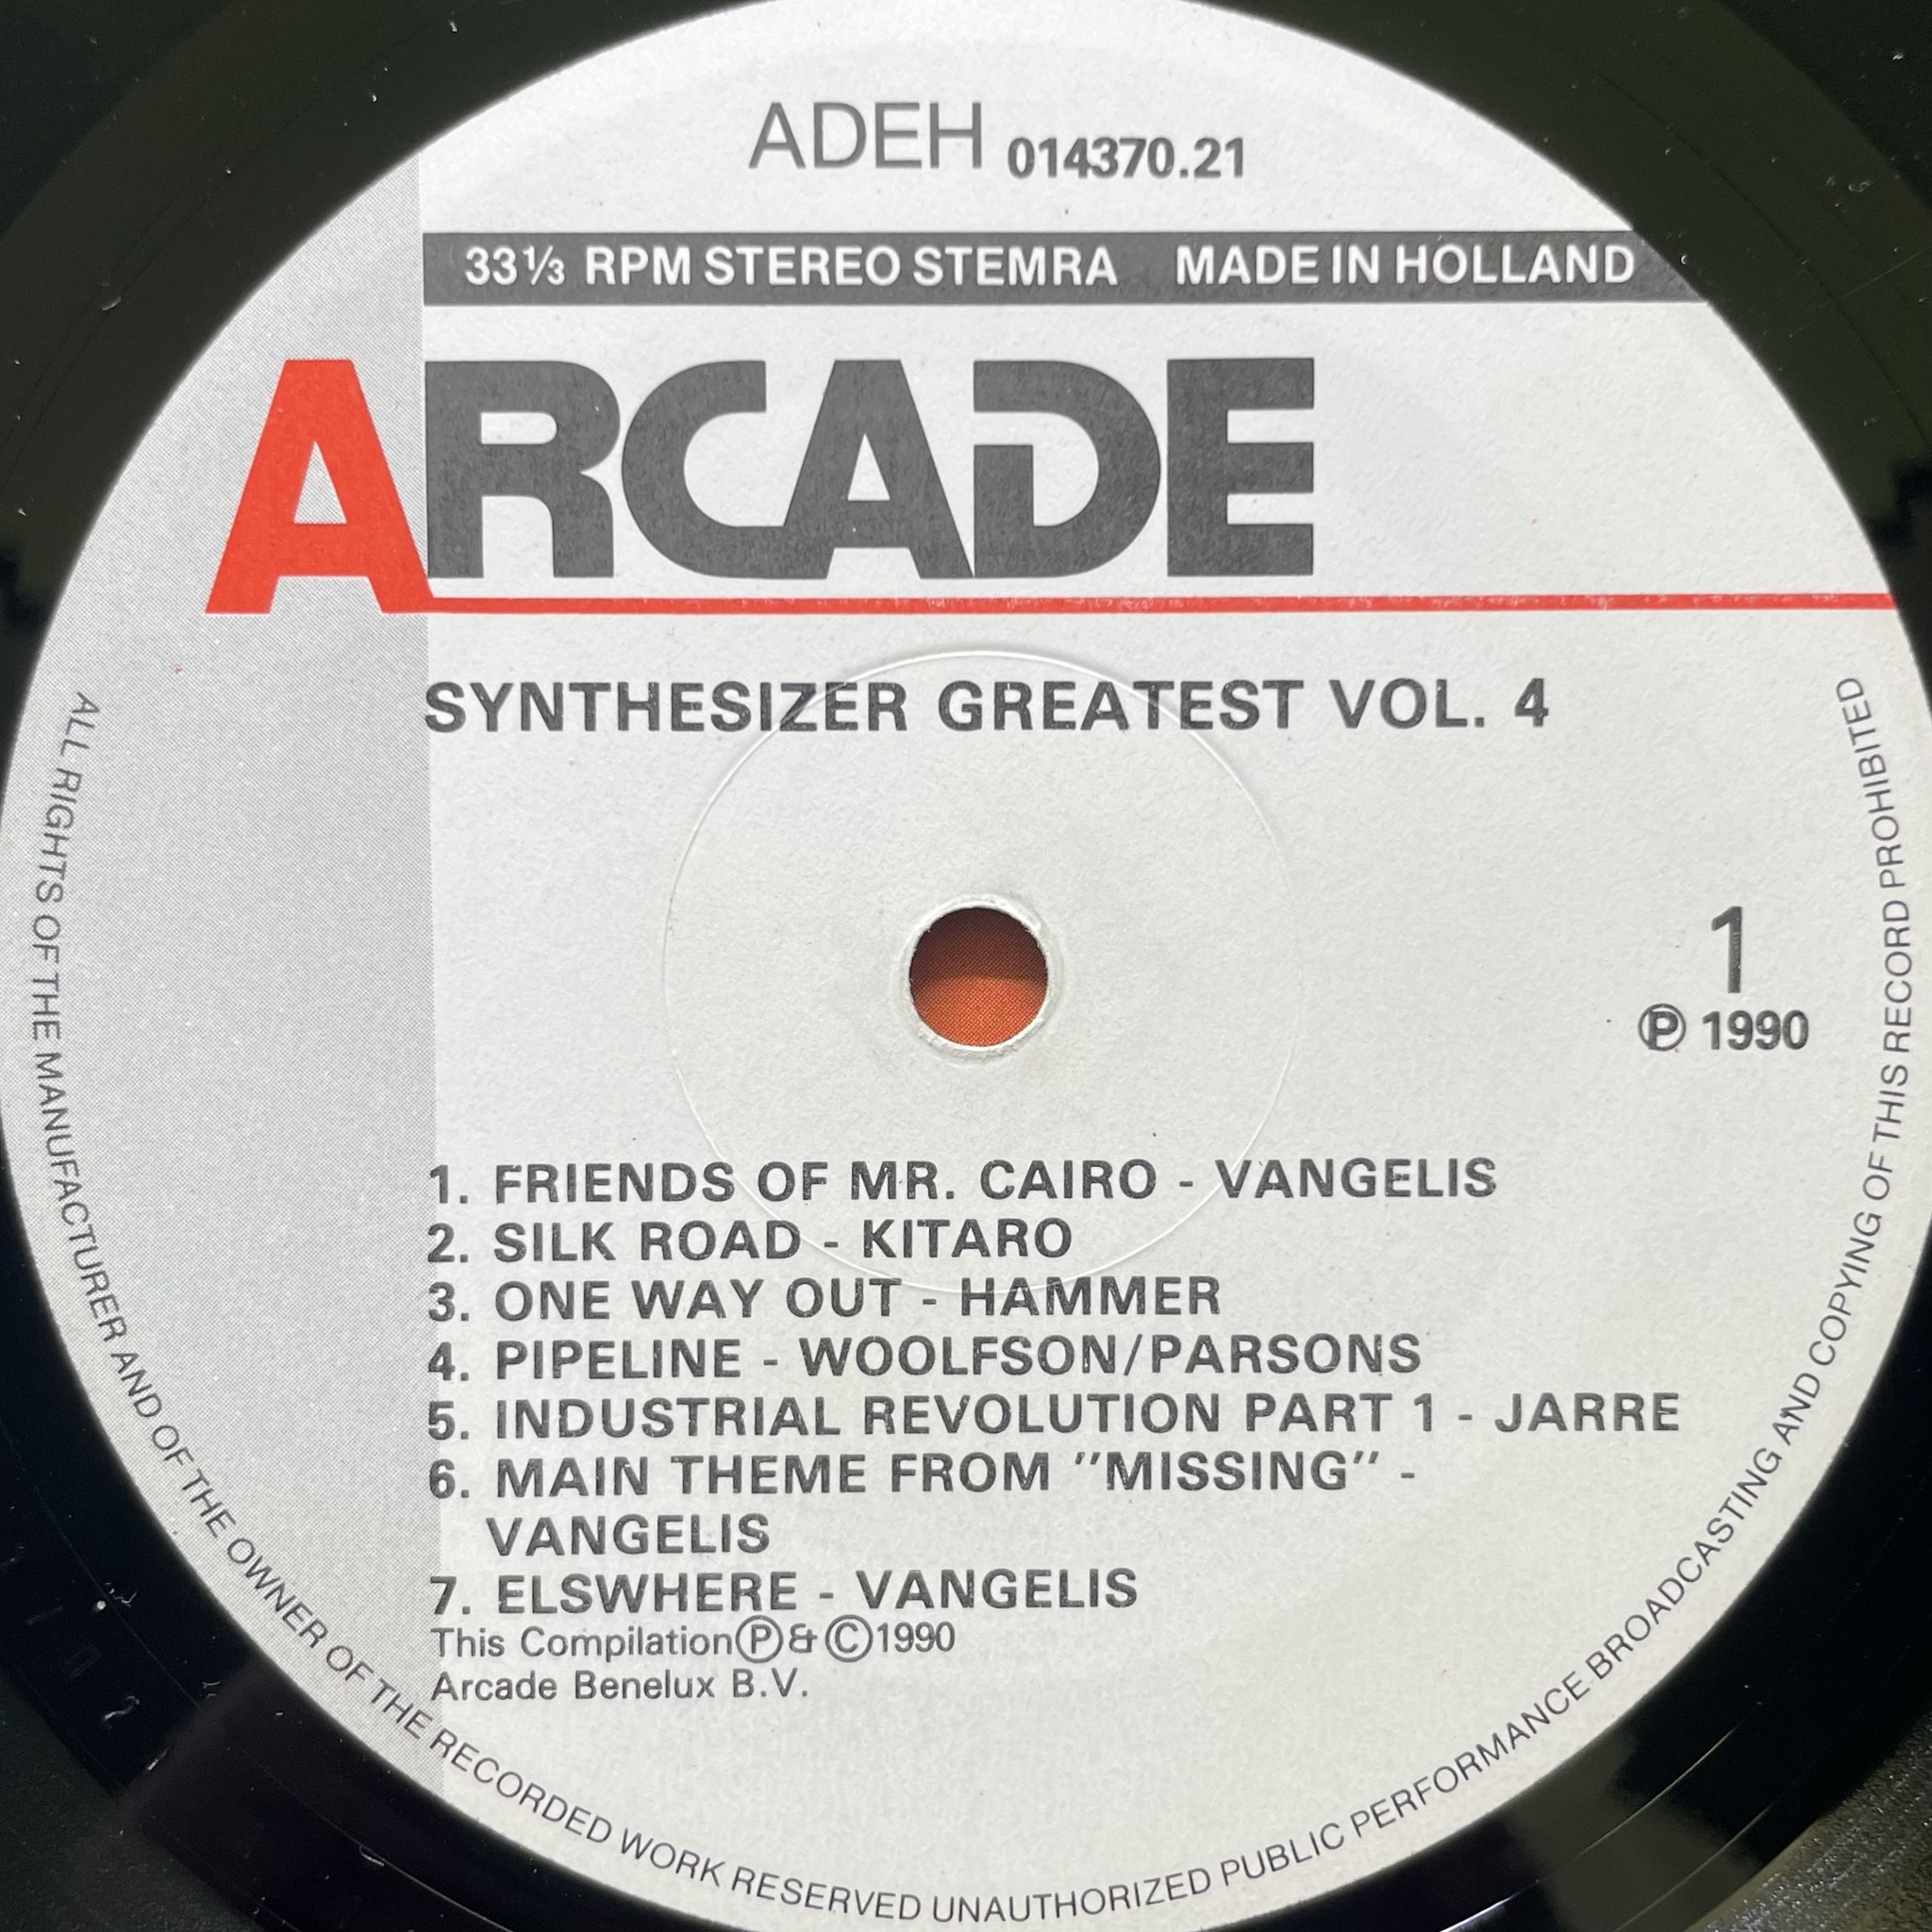 ADEH 014370.21
33⅓ RPM STEREO STEMRA MADE IN HOLLAND
ARCADE
SYNTHESIZER GREATEST VOL. 4
1
℗ 1990
1. FRIENDS OF MR. CAIRO - VANGELIS
2. SILK ROAD - KITARO
3. ONE WAY OUT - HAMMER
4. PIPELINE - WOOLFSON/PARSONS
5. INDUSTRIAL REVOLUTION PART 1 - JARRE
6. MAIN THEME FROM "MISSING" -
VANGELIS
7. ELSWHERE - VANGELIS
This Compilation℗&©1990
Arcade Benelux B.V.
ALL RIGHTS OF THE MANUFACTURER AND OF THE OWNER OF THE RECORDED WORK RESERVED UNAUTHORIZED PUBLIC PERFORMANCE BROADCASTING AND COPYING OF THIS RECORD PROHIBITED